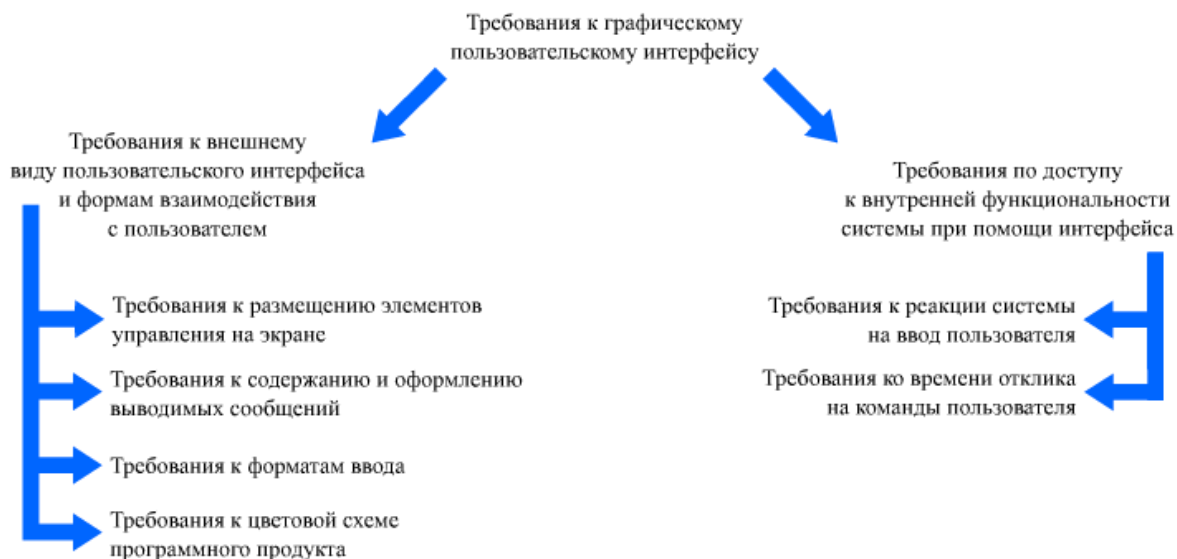 Требования к графическому
пользовательскому интерфейсу
Требования к внешнему
виду пользовательского интерфейса
и формам взаимодействия
с пользователем
Требования к размещению элементов
управления на экране
Требования к содержанию и оформлению
выводимых сообщений
Требования к форматам ввода
Требования к цветовой схеме
программного продукта
Требования по доступу
к внутренней функциональности
системы при помощи интерфейса
Требования к реакции системы
на ввод пользователя
Требования ко времени отклика
на команды пользователя